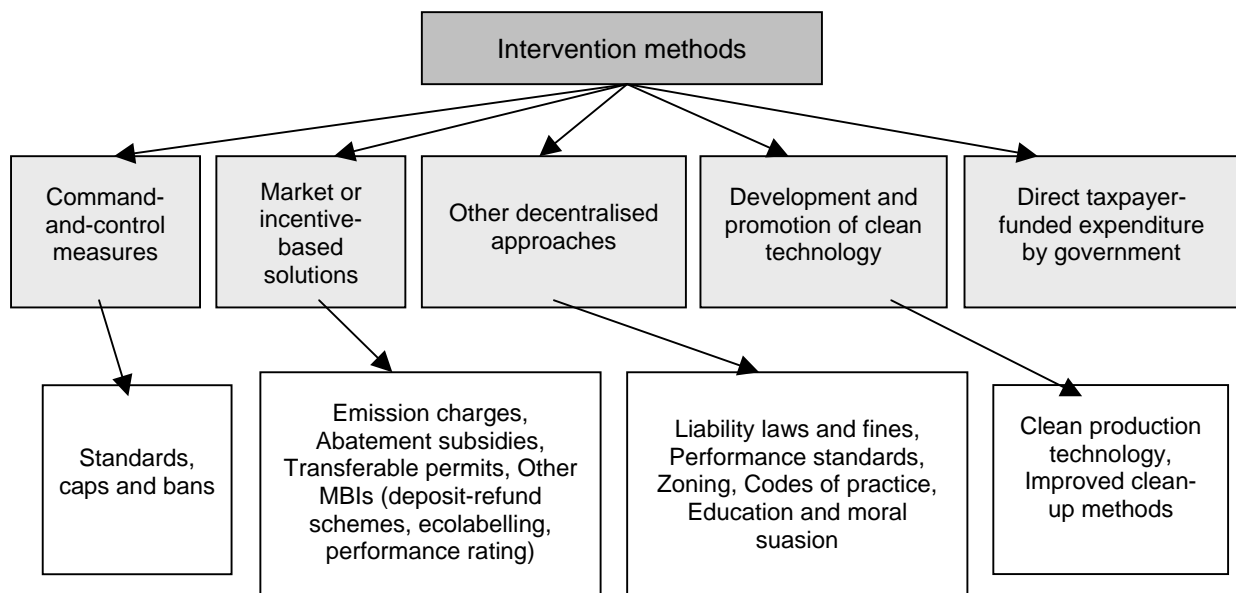 Intervention methods
Command-
and-control
measures
Market or
incentive-
based
solutions
Other decentralised
approaches
Development and
promotion of clean
technology
Direct taxpayer-
funded expenditure
by government
Standards,
caps and bans
Emission charges,
Abatement subsidies,
Transferable permits, Other
MBIs (deposit-refund
schemes, ecolabelling,
performance rating)
Liability laws and fines,
Performance standards,
Zoning, Codes of practice,
Education and moral
suasion
Clean production
technology,
Improved clean-
up methods